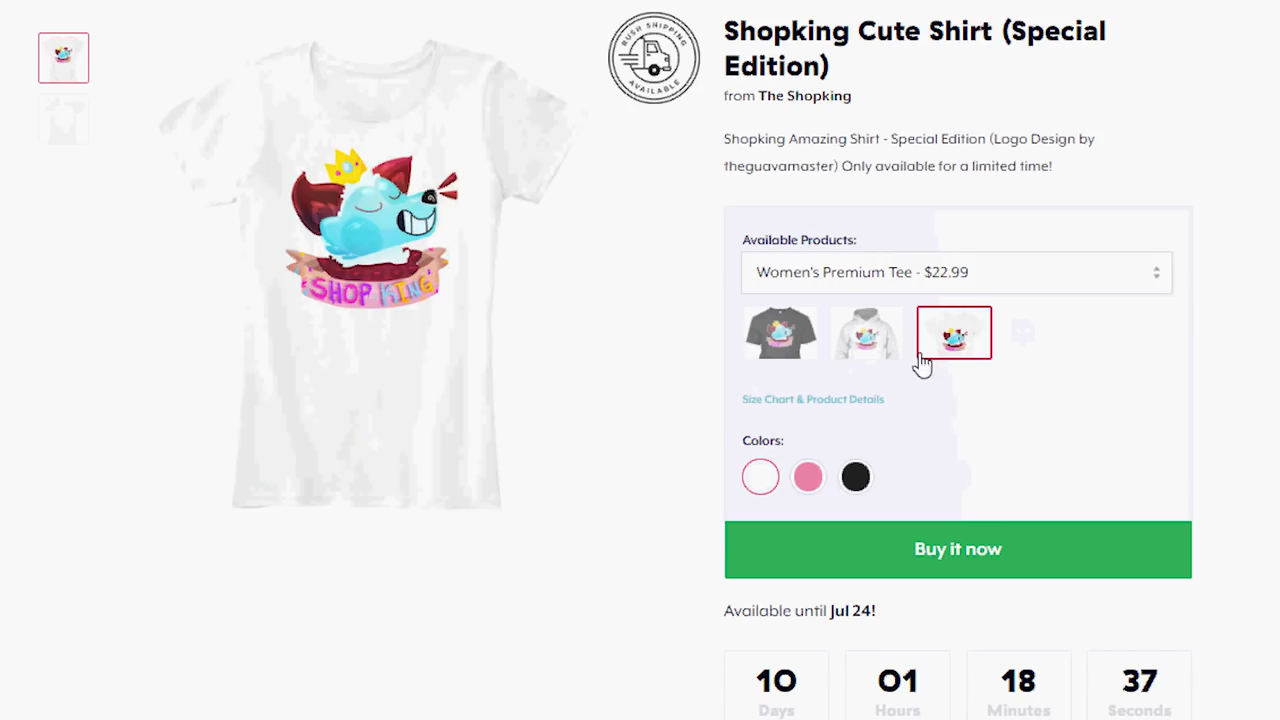 RUSH SHIPPING
AVAILABLE
Shopking Cute Shirt (Special
Edition)
from The Shopking
Shopking Amazing Shirt - Special Edition (Logo Design by
theguavamaster) Only available for a limited time!
SHOP KING
Available Products:
Women's Premium Tee - $22.99
Size Chart & Product Details
Colors:
Buy it now
Available until Jul 24!
10 01 18 37
Days Hours Minutes Seconds